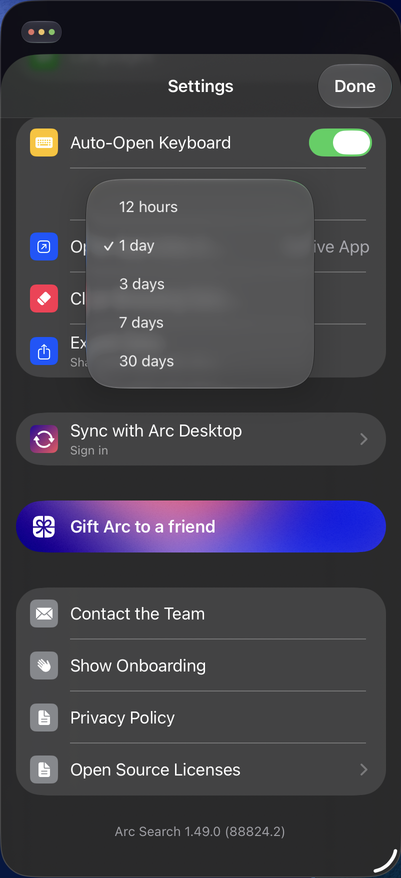 Settings
Done
Auto-Open Keyboard
12 hours
1 day
3 days
7 days
30 days
App
Sync with Arc Desktop
Sign in
Gift Arc to a friend
Contact the Team
Show Onboarding
Privacy Policy
Open Source Licenses
Arc Search 1.49.0 (88824.2)